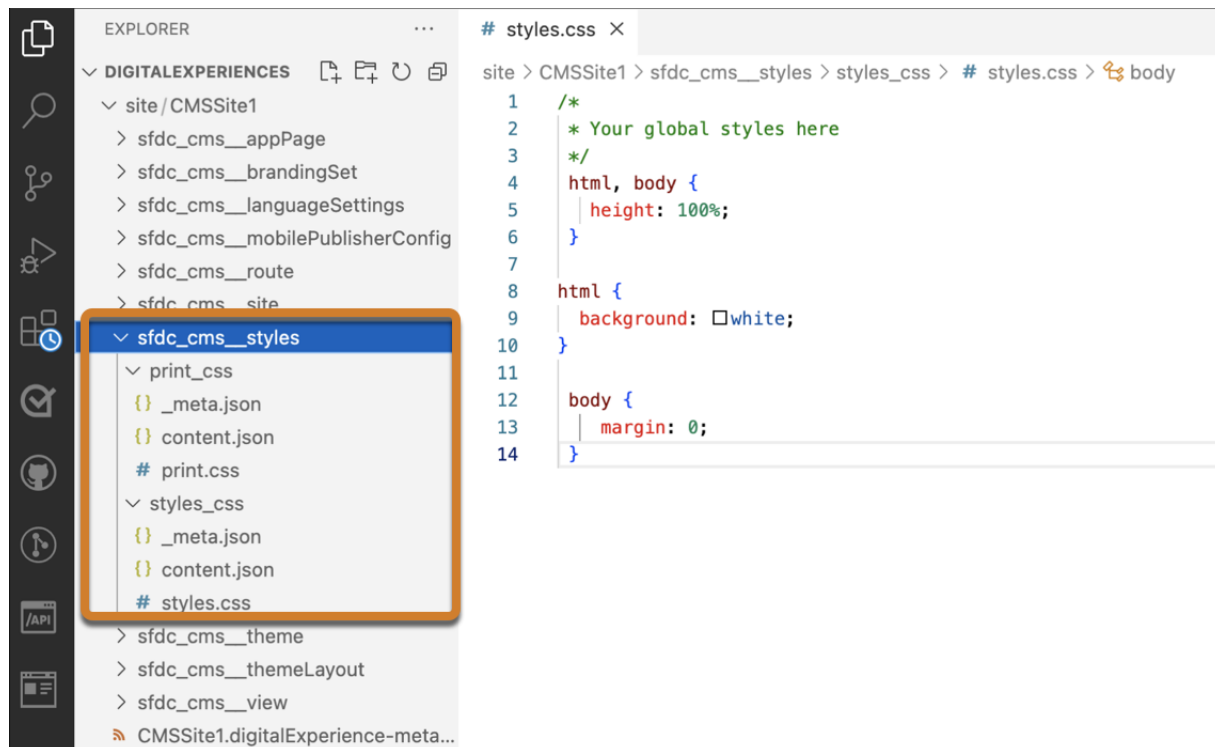 EXPLORER
DIGITALEXPERIENCES
site/CMSSite1
sfdc_cms__appPage
sfdc_cms__brandingSet
sfdc_cms__languageSettings
sfdc_cms__mobilePublisherConfig
sfdc_cms__route
sfdc_cms__site
sfdc_cms__styles
print_css
{} _meta.json
{} content.json
# print.css
styles_css
{} _meta.json
{} content.json
# styles.css
sfdc_cms__theme
sfdc_cms__themeLayout
sfdc_cms__view
CMSSite1.digitalExperience-meta...
/API
# styles.css
site > CMSSite1 > sfdc_cms__styles > styles_css > # styles.css > body
1 /*
2 * Your global styles here
3 */
4 html, body {
5 height: 100%;
6 }
7
8 html {
9 background: white;
10 }
11
12 body {
13 margin: 0;
14 }